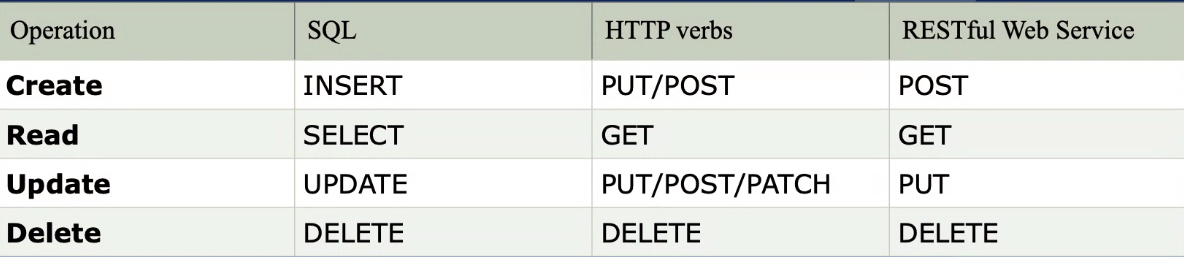 Operation SQL HTTP verbs RESTful Web Service
Create INSERT PUT/POST POST
Read SELECT GET GET
Update UPDATE PUT/POST/PATCH PUT
Delete DELETE DELETE DELETE